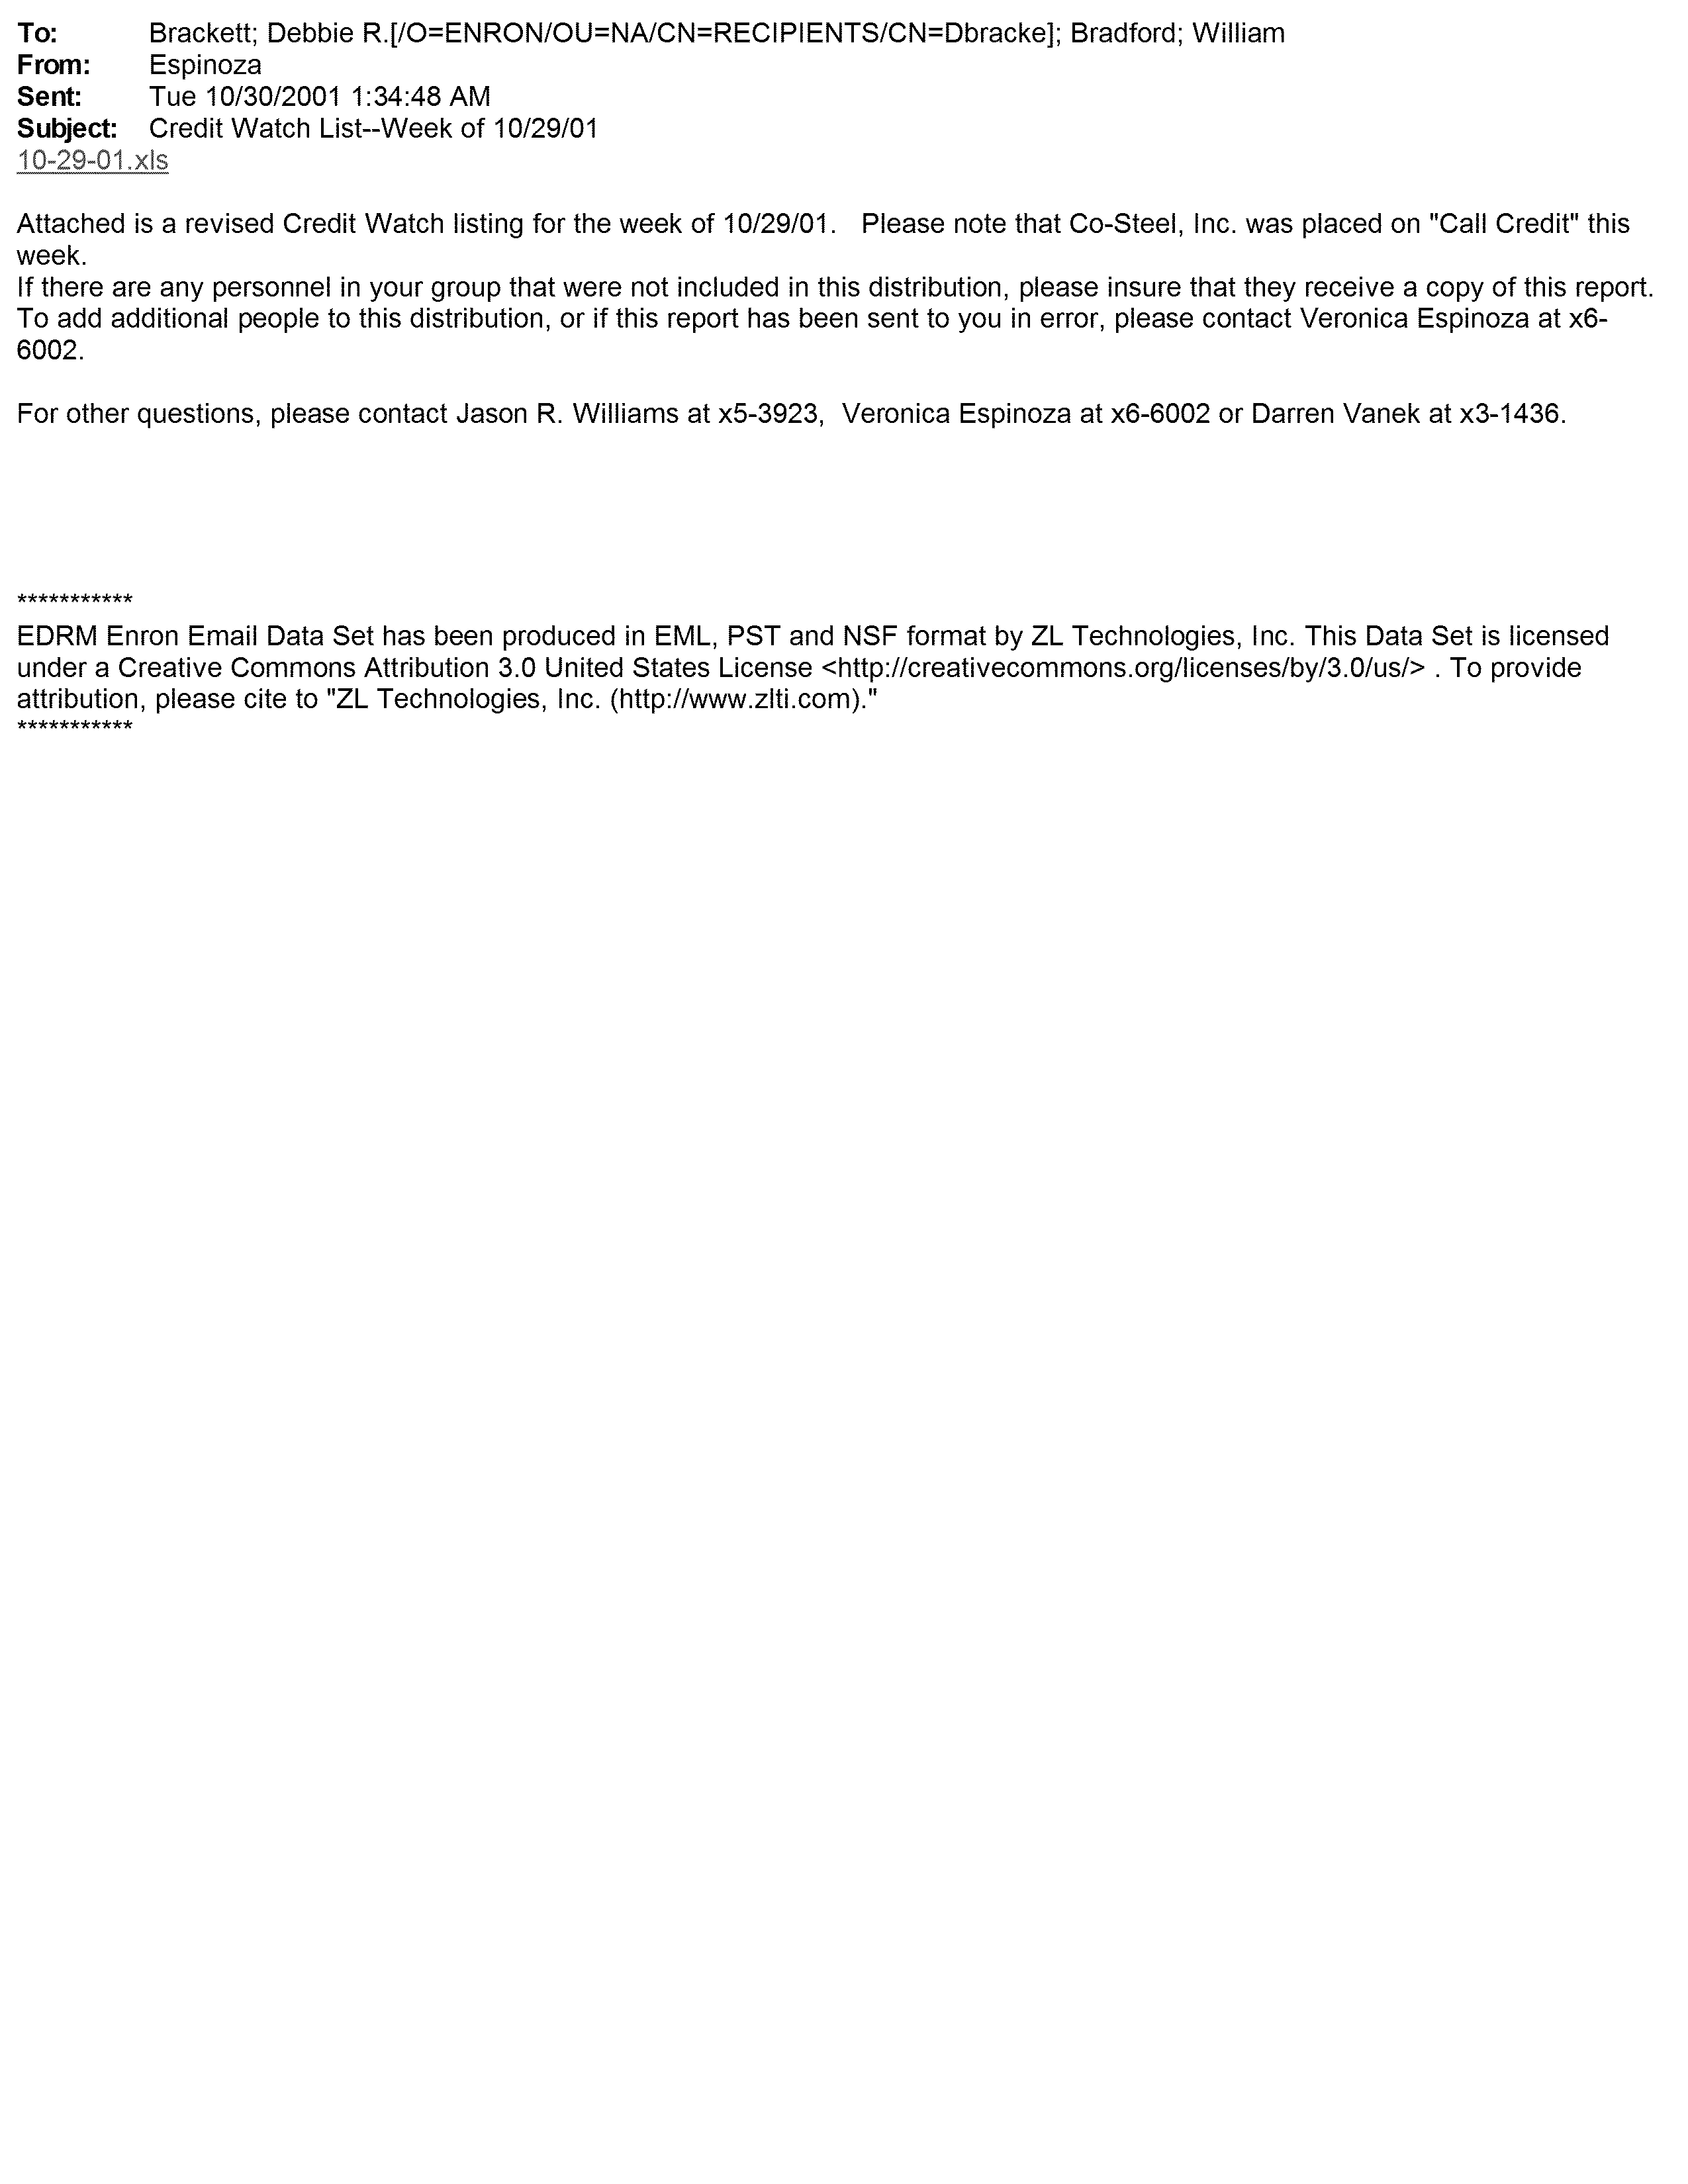 To: Brackett; Debbie R.[/O=ENRON/OU=NA/CN=RECIPIENTS/CN=Dbracke]; Bradford; William
From: Espinoza
Sent: Tue 10/30/2001 1:34:48 AM
Subject: Credit Watch List--Week of 10/29/01
10-29-01.xls
Attached is a revised Credit Watch listing for the week of 10/29/01.   Please note that Co-Steel, Inc. was placed on "Call Credit" this
week.
If there are any personnel in your group that were not included in this distribution, please insure that they receive a copy of this report.
To add additional people to this distribution, or if this report has been sent to you in error, please contact Veronica Espinoza at x6-
6002.
For other questions, please contact Jason R. Williams at x5-3923,  Veronica Espinoza at x6-6002 or Darren Vanek at x3-1436.
***********
EDRM Enron Email Data Set has been produced in EML, PST and NSF format by ZL Technologies, Inc. This Data Set is licensed
under a Creative Commons Attribution 3.0 United States License <http://creativecommons.org/licenses/by/3.0/us/> . To provide
attribution, please cite to "ZL Technologies, Inc. (http://www.zlti.com)."
***********